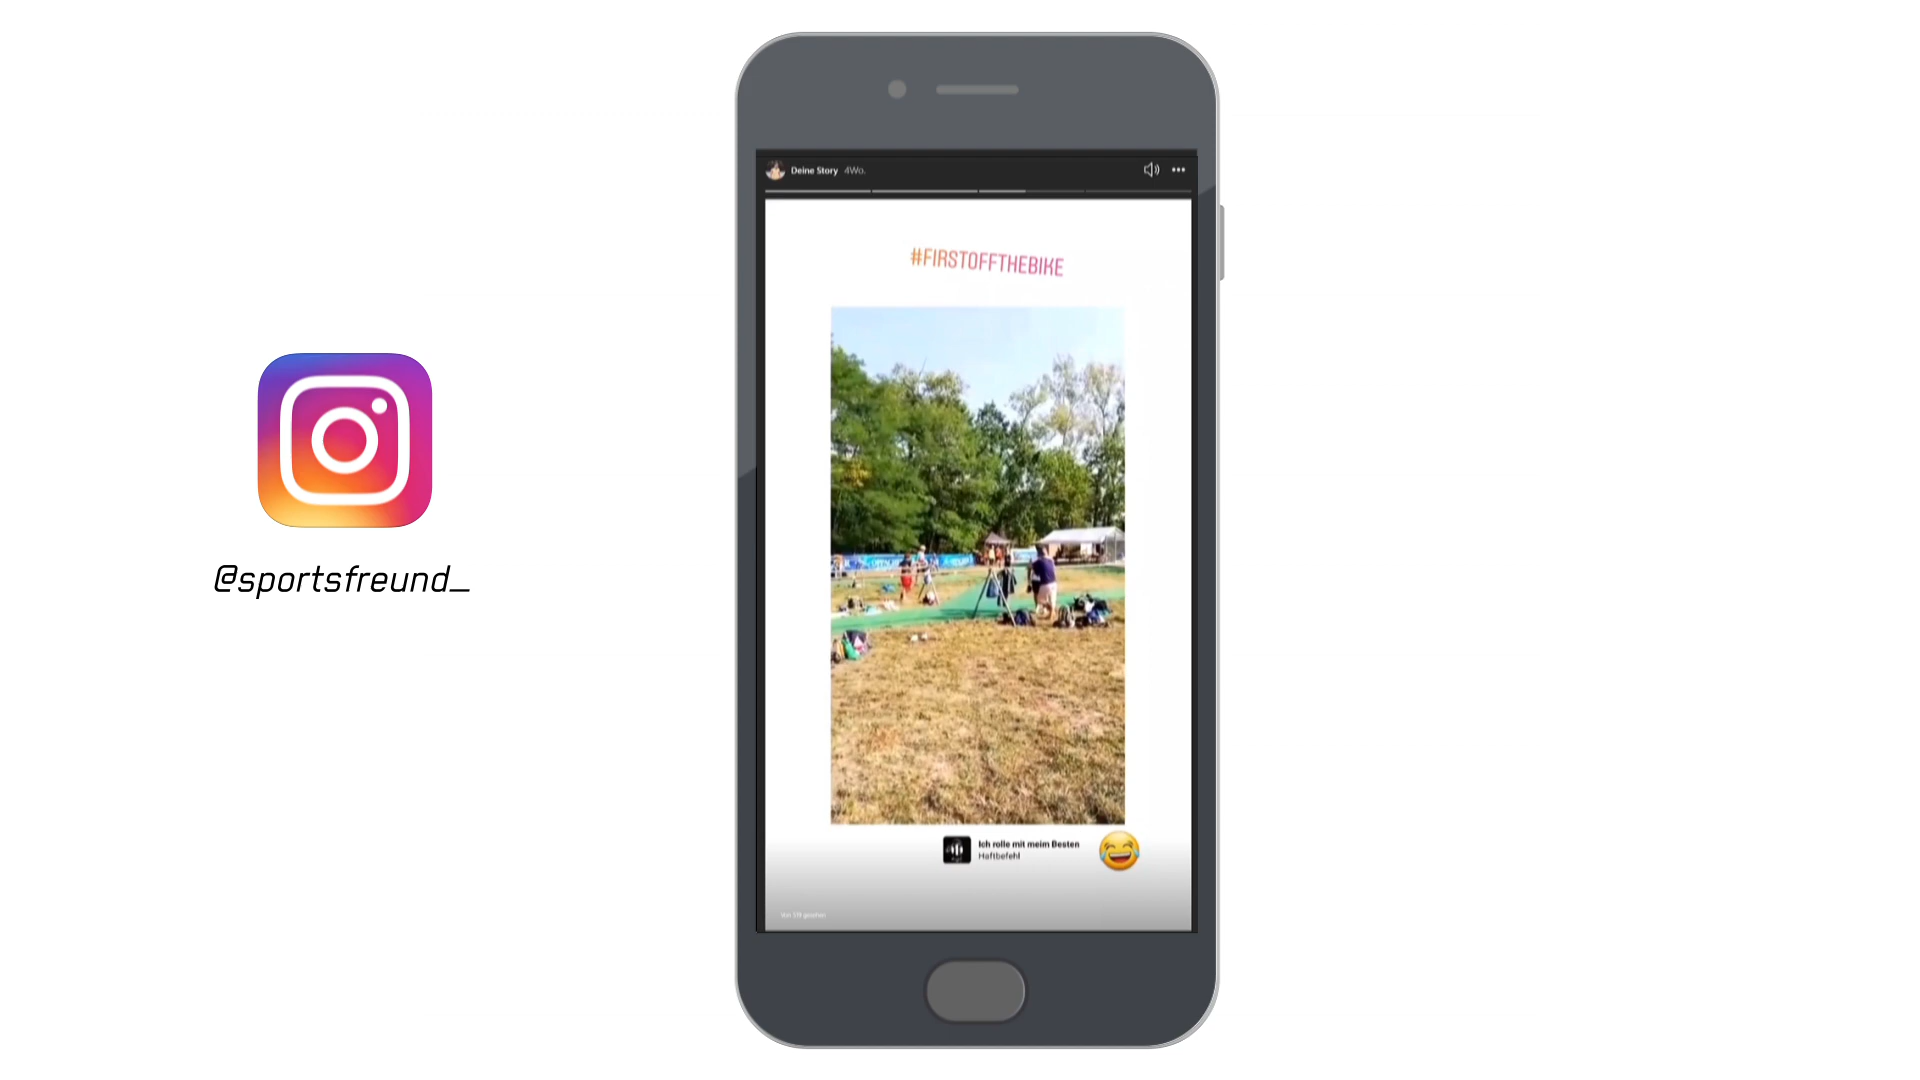 Deine Story 4Wo.
#FIRSTOFFTHEBIKE
@sportsfreund_
Ich rolle mit meim Besten
Haftbefehl